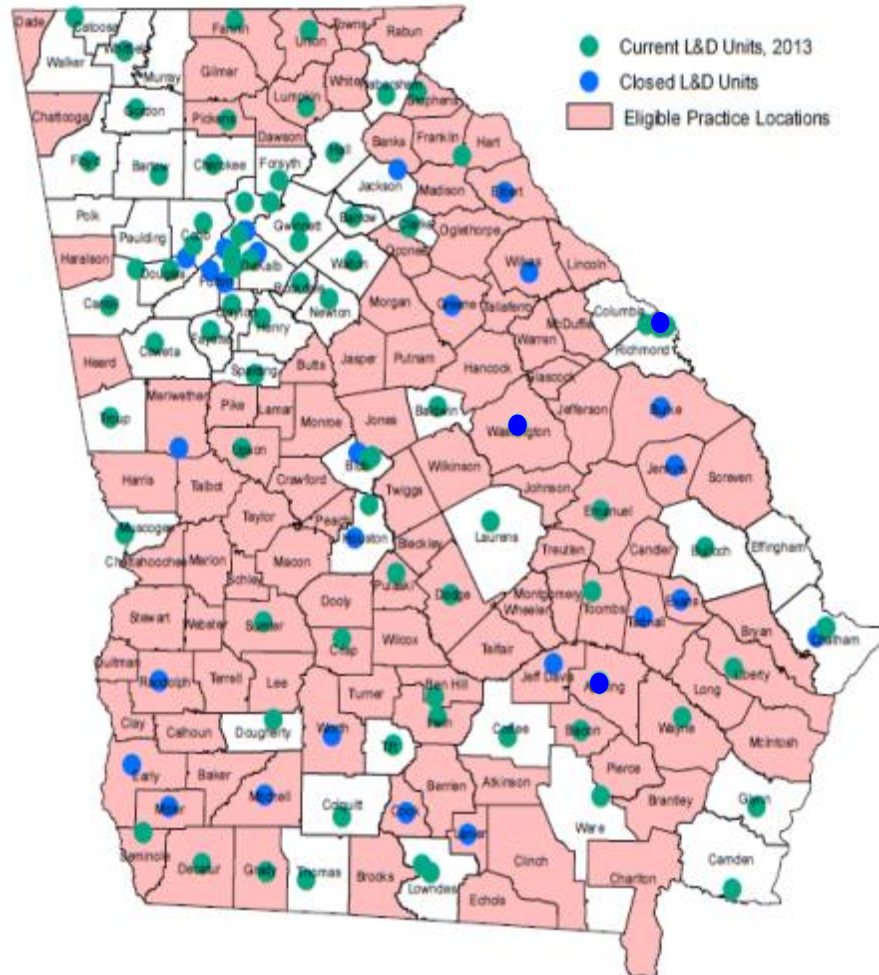 Dade
Catoosa
Fannin
Union
Towns
Rabun
Walker
Whitfield
Murray
Gilmer
White
Habersham
Stephens
Lumpkin
Chattooga
Gordon
Pickens
Dawson
Banks
Franklin
Hart
Floyd
Bartow
Cherokee
Forsyth
Hall
Jackson
Madison
Elbert
Polk
Paulding
Cobb
Gwinnett
Barrow
Clarke
Oglethorpe
Haralson
Douglas
Fulton
DeKalb
Walton
Oconee
Wilkes
Lincoln
Carroll
Clayton
Rockdale
Newton
Morgan
Greene
Taliaferro
Columbia
McDuffie
Richmond
Heard
Coweta
Fayette
Henry
Spalding
Butts
Jasper
Putnam
Hancock
Warren
Glascock
Troup
Meriwether
Pike
Lamar
Monroe
Jones
Baldwin
Washington
Jefferson
Burke
Harris
Talbot
Upson
Crawford
Bibb
Twiggs
Wilkinson
Johnson
Jenkins
Screven
Muscogee
Taylor
Peach
Houston
Bleckley
Laurens
Emanuel
Treutlen
Candler
Bulloch
Effingham
Chattahoochee
Marion
Schley
Macon
Dooly
Pulaski
Dodge
Montgomery
Wheeler
Toombs
Tattnall
Evans
Bryan
Chatham
Stewart
Webster
Sumter
Crisp
Wilcox
Telfair
Jeff Davis
Appling
Long
Liberty
Quitman
Randolph
Terrell
Lee
Turner
Ben Hill
Irwin
Coffee
Bacon
Wayne
McIntosh
Clay
Calhoun
Dougherty
Worth
Tift
Early
Baker
Mitchell
Colquitt
Cook
Berrien
Atkinson
Pierce
Brantley
Glynn
Miller
Seminole
Decatur
Grady
Thomas
Brooks
Lowndes
Lanier
Clinch
Echols
Ware
Charlton
Camden
Current L&D Units, 2013
Closed L&D Units
Eligible Practice Locations